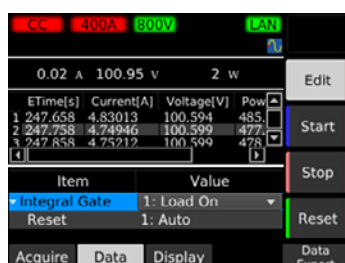 CC 400A 800V LAN
0.02 A 100.95 V 2 W
Edit
ETime[s] Current[A] Voltage[V] Pow
1 247.658 4.83013 100.594 485.
2 247.758 4.74946 100.599 477.
3 247.858 4.75212 100.599 478
Start
Stop
Item Value
Integral Gate 1: Load On
Reset 1: Auto
Reset
Acquire Data Display
Data